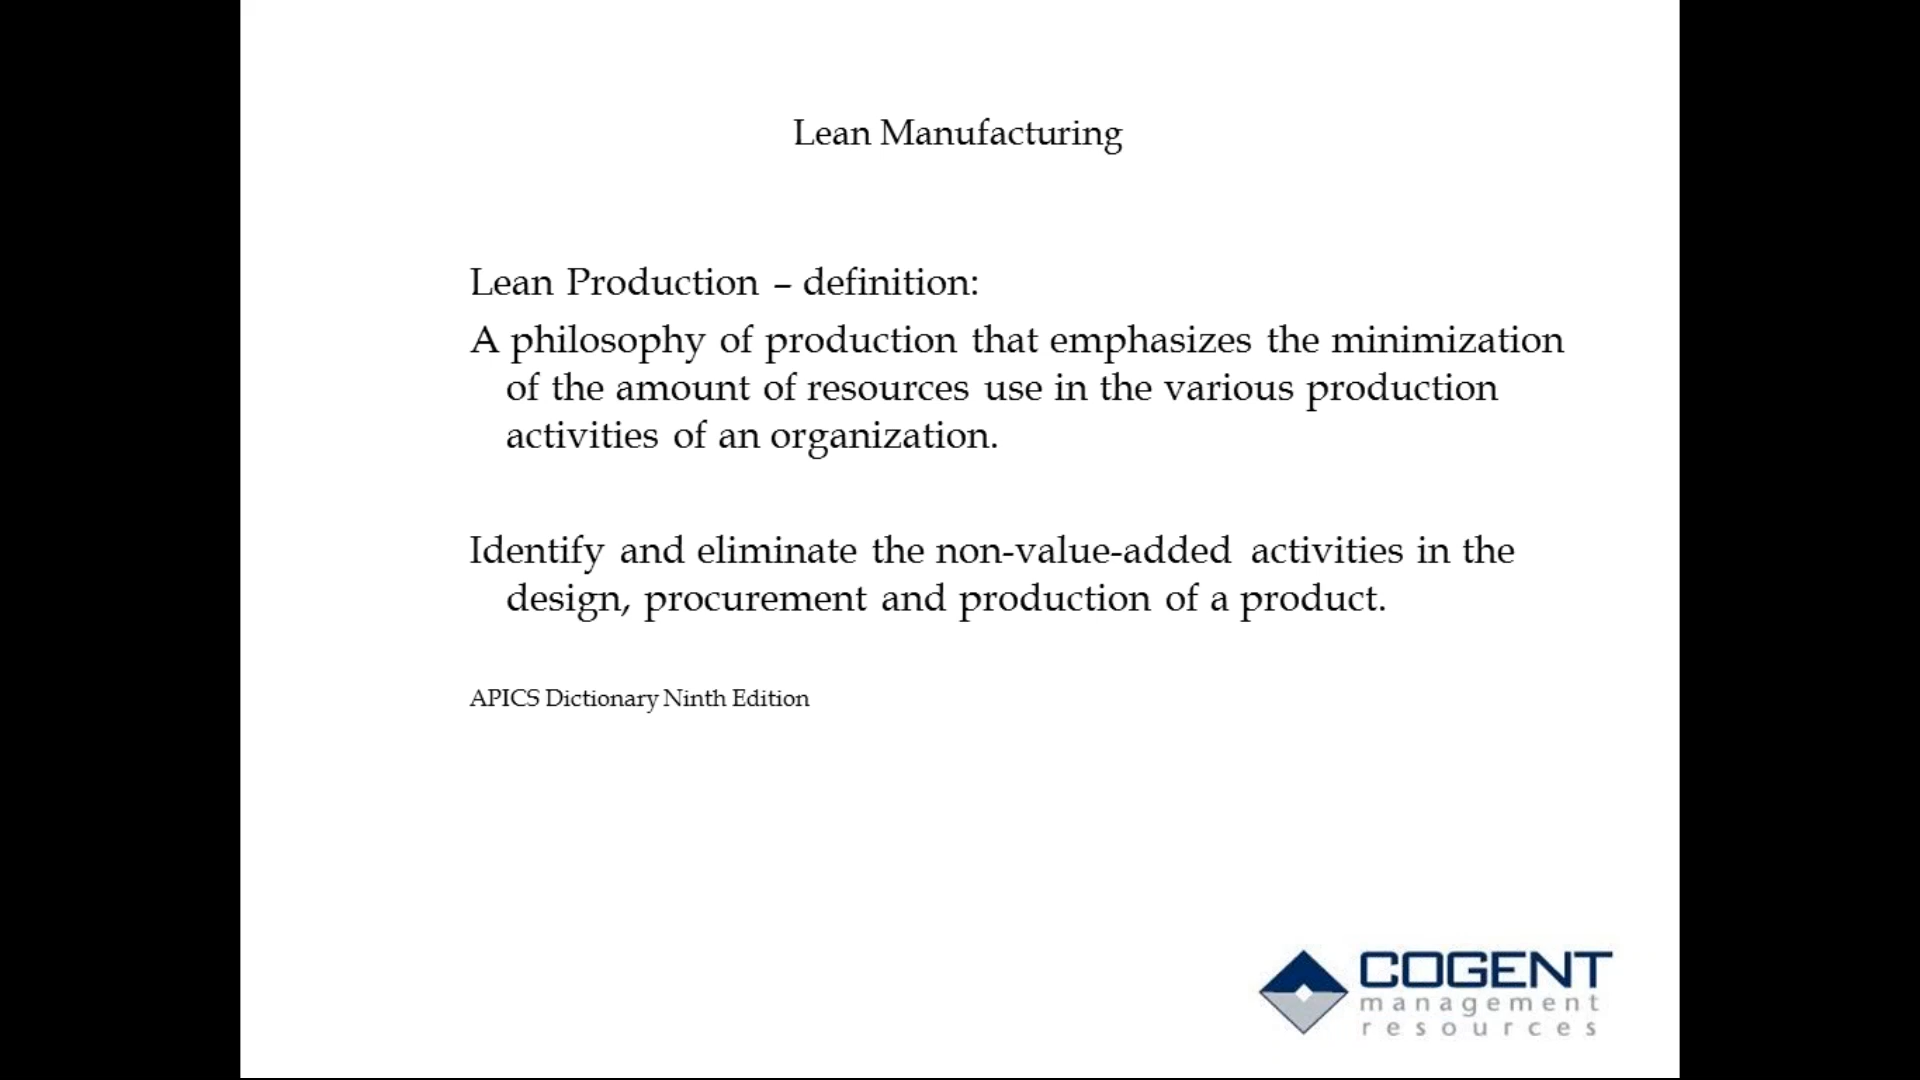 Lean Manufacturing
Lean Production – definition:
A philosophy of production that emphasizes the minimization
of the amount of resources use in the various production
activities of an organization.
Identify and eliminate the non-value-added activities in the
design, procurement and production of a product.
APICS Dictionary Ninth Edition
COGENT
management
resources